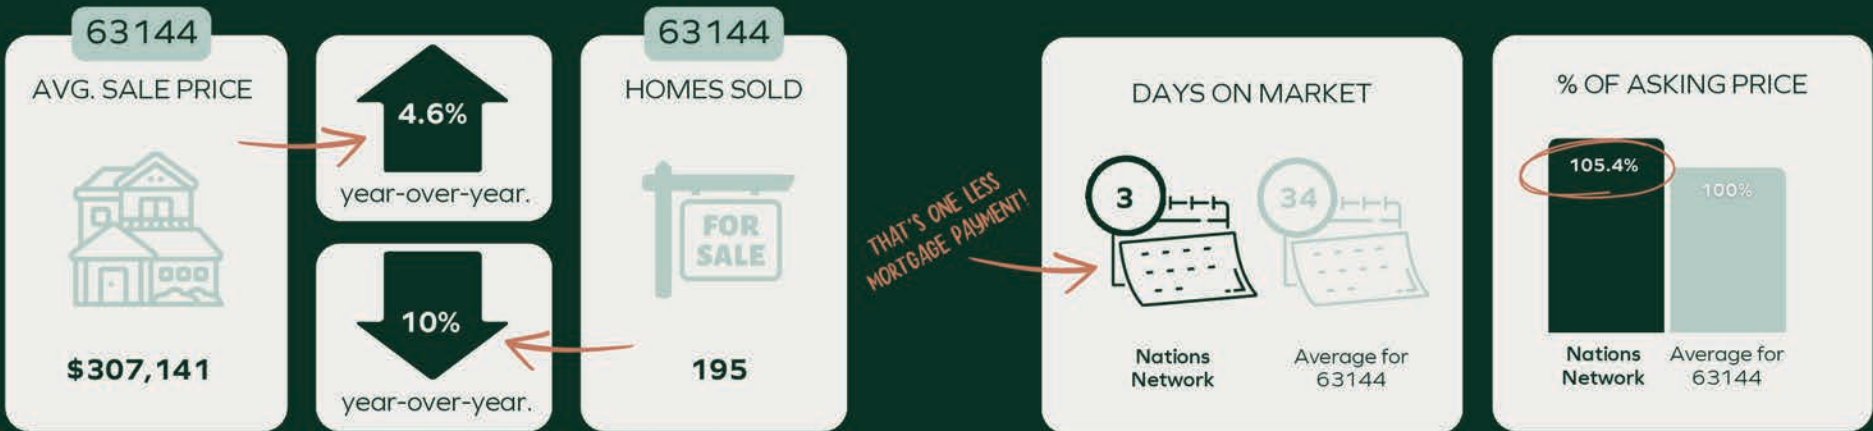 63144
AVG. SALE PRICE
$307,141
4.6%
year-over-year.
10%
year-over-year.
63144
HOMES SOLD
FOR
SALE
195
THAT'S ONE LESS
MORTGAGE PAYMENT!
DAYS ON MARKET
3
34
Nations
Network
Average for
63144
% OF ASKING PRICE
105.4%
100%
Nations
Network
Average for
63144